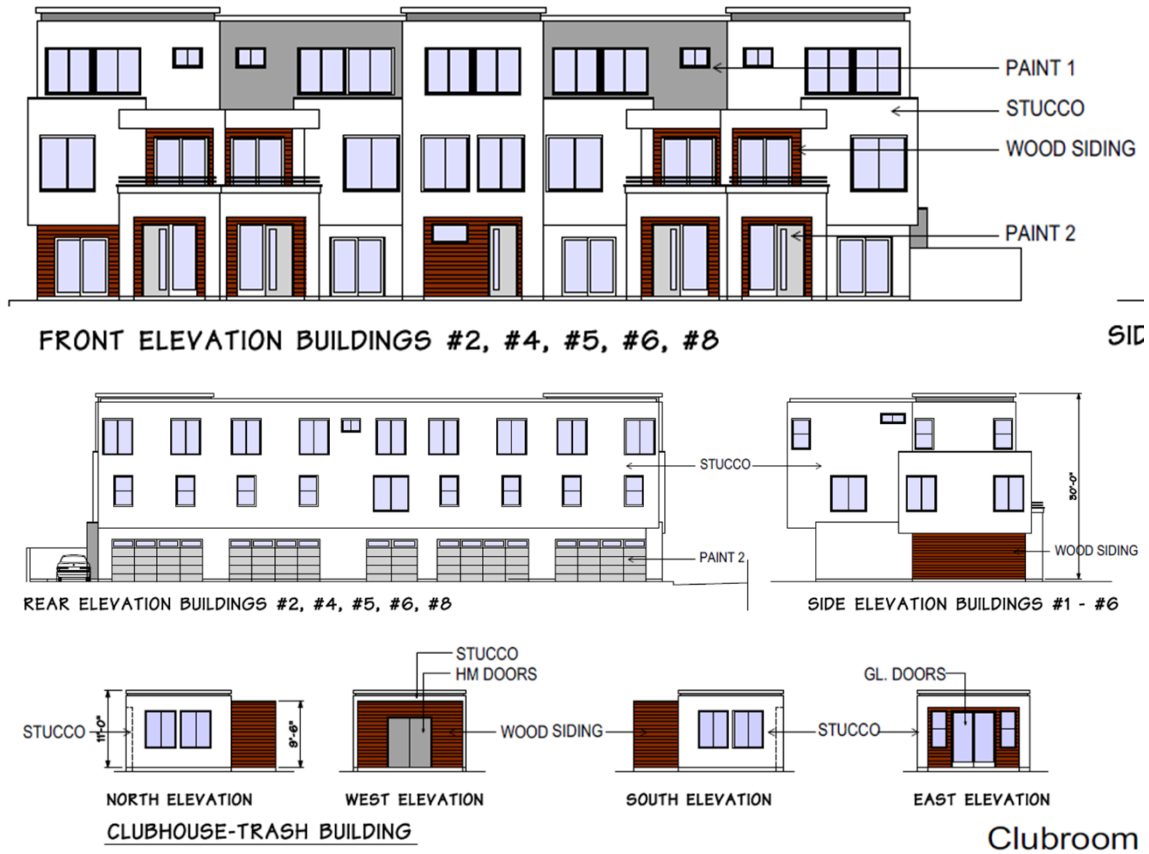 PAINT 1
STUCCO
WOOD SIDING
PAINT 2
FRONT ELEVATION BUILDINGS #2, #4, #5, #6, #8
SID
STUCCO
30'-0"
WOOD SIDING
PAINT 2
REAR ELEVATION BUILDINGS #2, #4, #5, #6, #8
SIDE ELEVATION BUILDINGS #1 - #6
STUCCO
HM DOORS
GL. DOORS
STUCCO
11'-0"
9'-6"
WOOD SIDING
STUCCO
NORTH ELEVATION
WEST ELEVATION
SOUTH ELEVATION
EAST ELEVATION
CLUBHOUSE-TRASH BUILDING
Clubroom